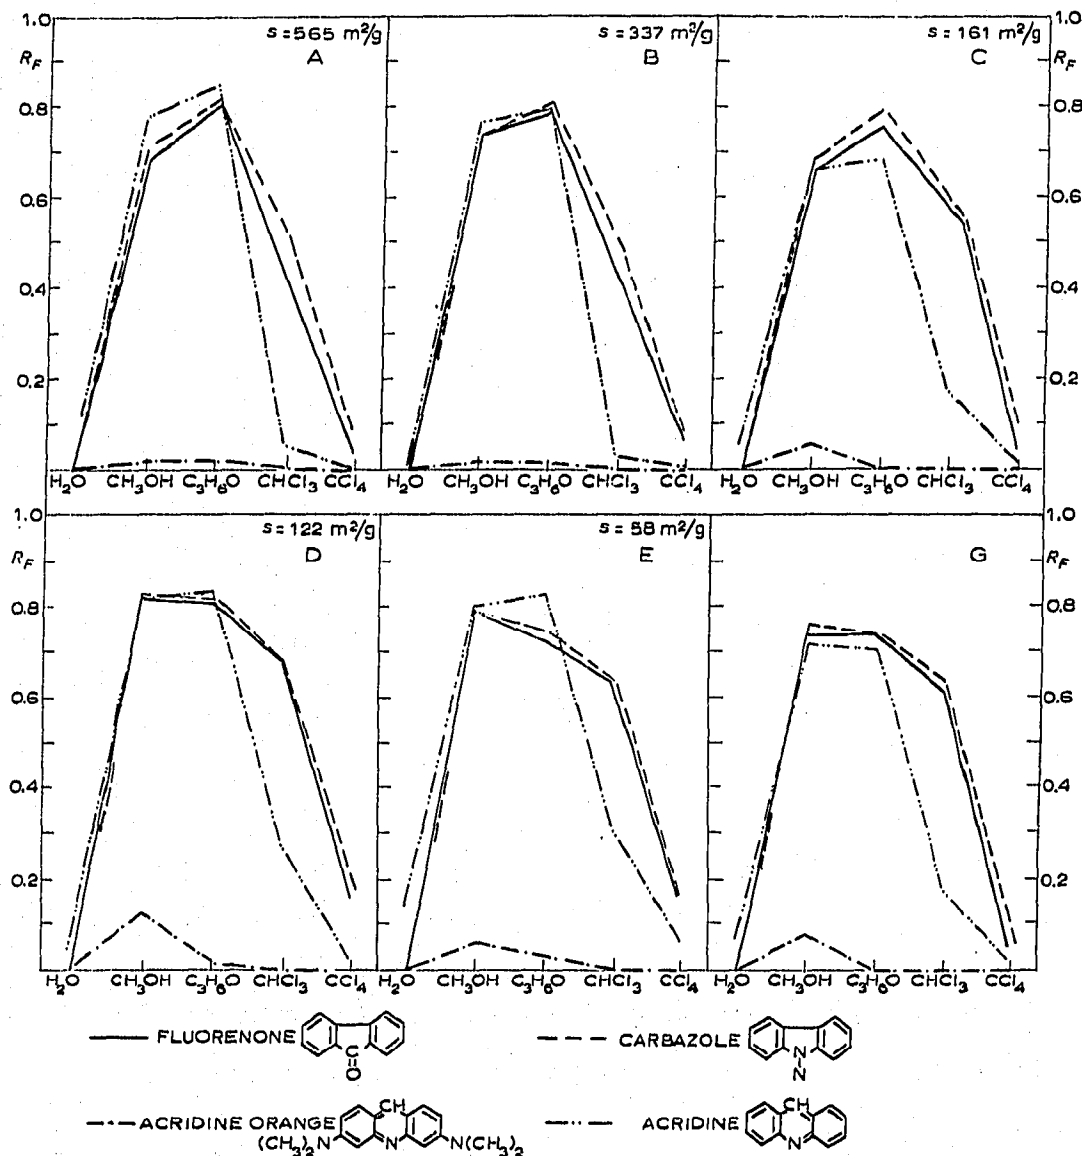 1.0 s = 565 m²/g s = 337 m²/g s = 161 m²/g 1.0
R_F A B C R_F
0.8 0.8
0.6 0.6
0.4 0.4
0.2 0.2
H₂O CH₃OH C₃H₆O CHCl₃ CCl₄ H₂O CH₃OH C₃H₆O CHCl₃ CCl₄ H₂O CH₃OH C₃H₆O CHCl₃ CCl₄
1.0 s = 122 m²/g s = 58 m²/g 1.0
R_F D E G R_F
0.8 0.8
0.6 0.6
0.4 0.4
0.2 0.2
H₂O CH₃OH C₃H₆O CHCl₃ CCl₄ H₂O CH₃OH C₃H₆O CHCl₃ CCl₄ H₂O CH₃OH C₃H₆O CHCl₃ CCl₄
FLUORENONE C O
CARBAZOLE N N
ACRIDINE ORANGE CH (CH₃)₂N N N(CH₃)₂
ACRIDINE CH N